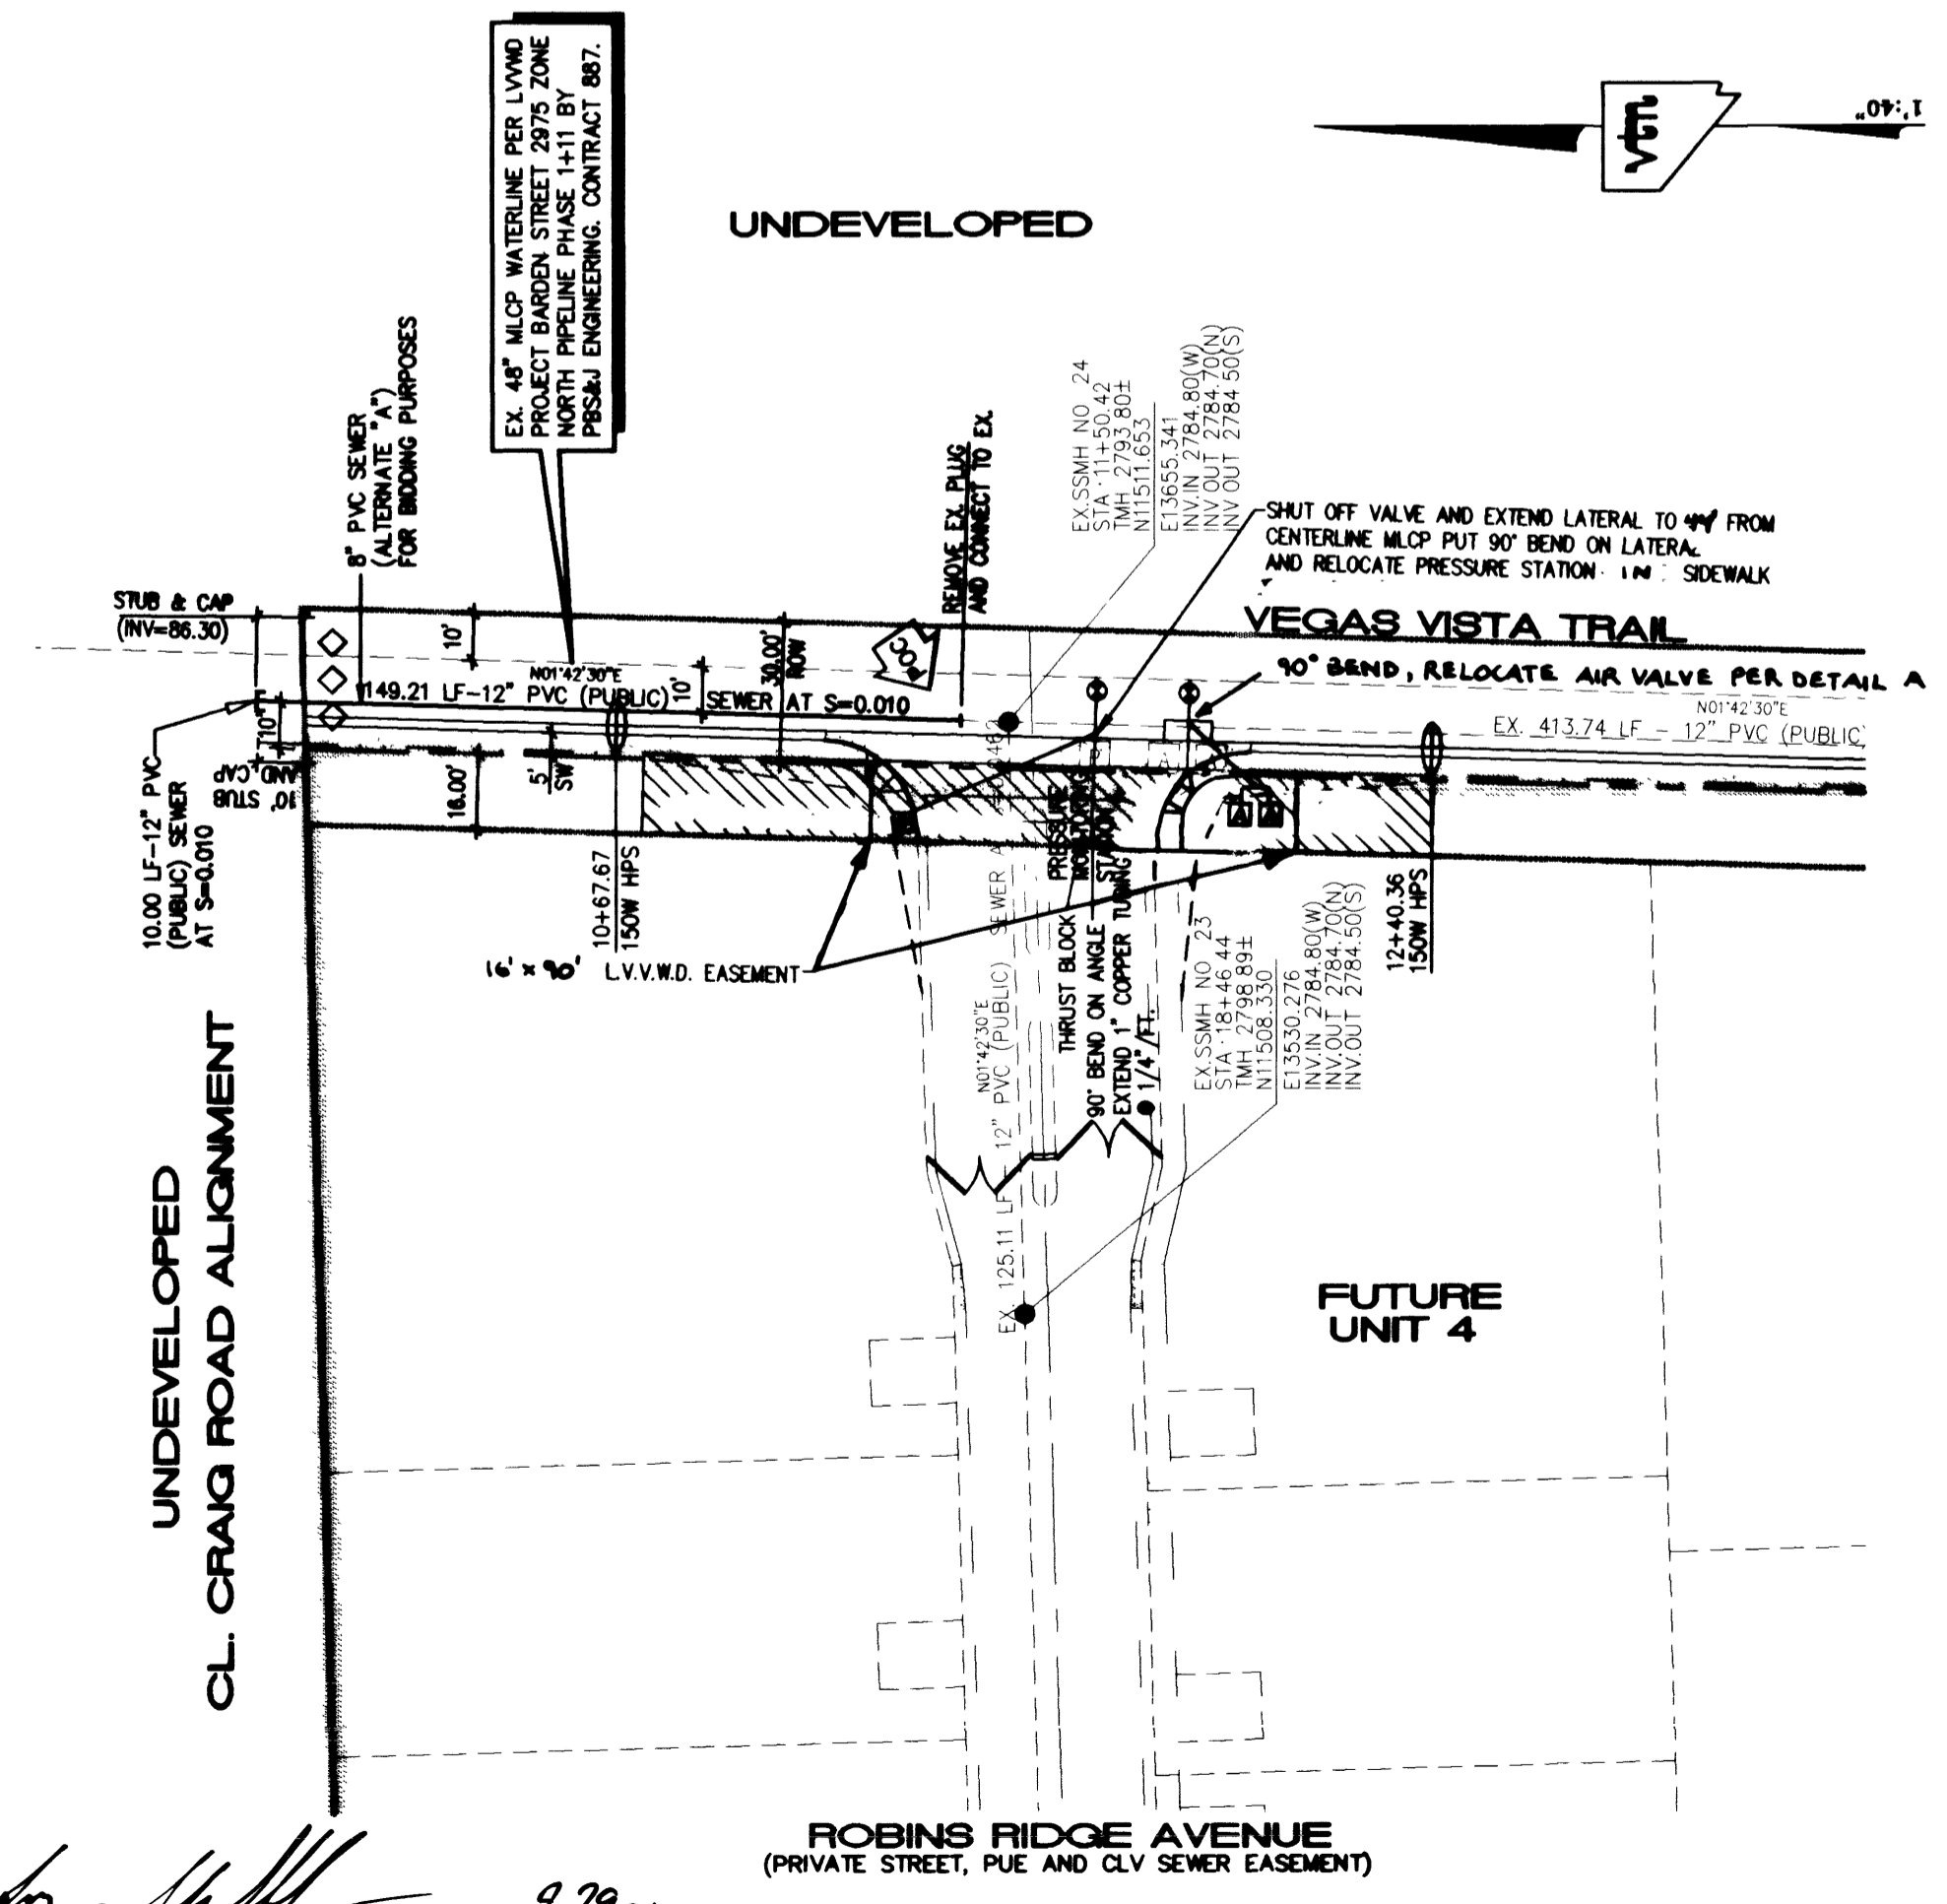 EX. 48" MLCP WATERLINE PER LVVWD
PROJECT BARDEN STREET 2975 ZONE
NORTH PIPELINE PHASE 1+11 BY
PBS&J ENGINEERING. CONTRACT 887.
vtn
1':40"
UNDEVELOPED
8" PVC SEWER
(ALTERNATE "A")
FOR BIDDING PURPOSES
REMOVE EX. PLUG
AND CONNECT TO EX.
EX.SSMH NO 24
STA 11+50.42
TMH 2793 80±
N11511.653
E13655.341
INV.IN 2784.80(W)
INV OUT 2784.70(N)
INV OUT 2784 50(S)
SHUT OFF VALVE AND EXTEND LATERAL TO FROM
CENTERLINE MLCP PUT 90° BEND ON LATERAL
AND RELOCATE PRESSURE STATION IN SIDEWALK
STUB & CAP
(INV=86.30)
VEGAS VISTA TRAIL
10'
30.00'
ROW
N01°42'30"E
149.21 LF-12" PVC (PUBLIC) SEWER AT S=0.010
10'
90° BEND, RELOCATE AIR VALVE PER DETAIL A
N01°42'30"E
EX. 413.74 LF - 12" PVC (PUBLIC
10'
10' STUB
AND CAP
10.00 LF-12" PVC
(PUBLIC) SEWER
AT S=0.010
16.00'
5'
SW
10+67.67
150W HPS
PRESSURE
MONITORING
12+40.36
150W HPS
16' x 90' L.V.V.W.D. EASEMENT
THRUST BLOCK
90° BEND ON ANGLE
EXTEND 1" COPPER TUBING
1/4"/FT.
EX.SSMH NO 23
STA 18+46 44
TMH 2798 89±
N11508.330
E13530.276
INV.IN 2784.80(W)
INV.OUT 2784.70(N)
INV.OUT 2784.50(S)
N01°42'30"E
EX. 125.11 LF - 12" PVC (PUBLIC) SEWER
UNDEVELOPED
CL. CRAIG ROAD ALIGNMENT
FUTURE
UNIT 4
ROBINS RIDGE AVENUE
(PRIVATE STREET, PUE AND CLV SEWER EASEMENT)